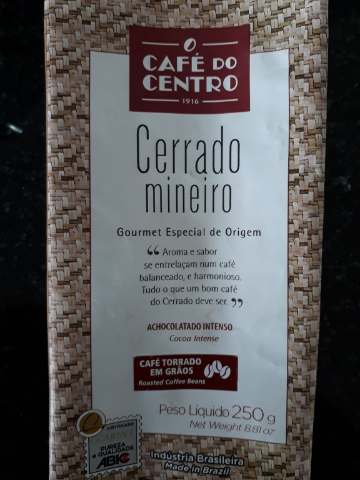 CAFÉ DO
CENTRO
1916
Cerrado
mineiro
Gourmet Especial de Origem
“ Aroma e sabor
se entrelaçam num café
balanceado, e harmonioso.
Tudo o que um bom café
do Cerrado deve ser. ”
ACHOCOLATADO INTENSO
Cocoa Intense
CAFÉ TORRADO
EM GRÃOS
Roasted Coffee Beans
Peso Líquido 250 g
Net Weight 8.81 oz
PUREZA
e QUALIDADE
ABIC
Indústria Brasileira
Made in Brazil